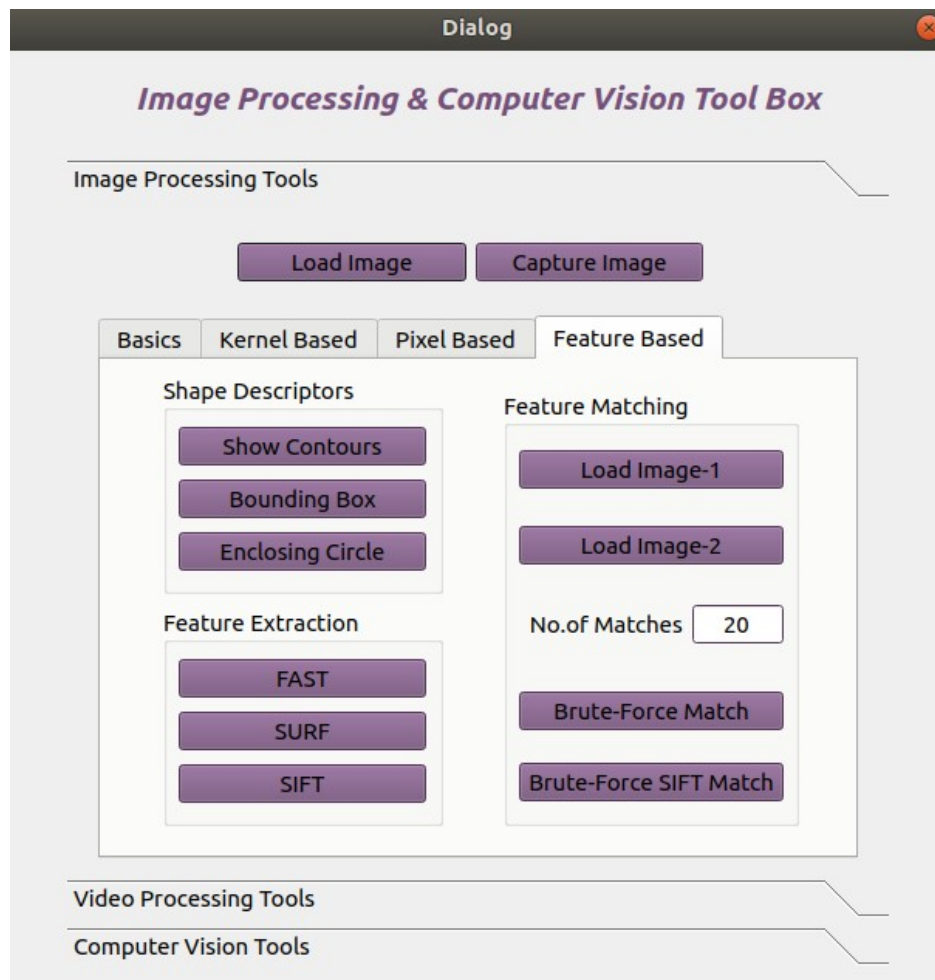 Dialog
Image Processing & Computer Vision Tool Box
Image Processing Tools
Load Image
Capture Image
Basics
Kernel Based
Pixel Based
Feature Based
Shape Descriptors
Show Contours
Bounding Box
Enclosing Circle
Feature Extraction
FAST
SURF
SIFT
Feature Matching
Load Image-1
Load Image-2
No.of Matches 20
Brute-Force Match
Brute-Force SIFT Match
Video Processing Tools
Computer Vision Tools